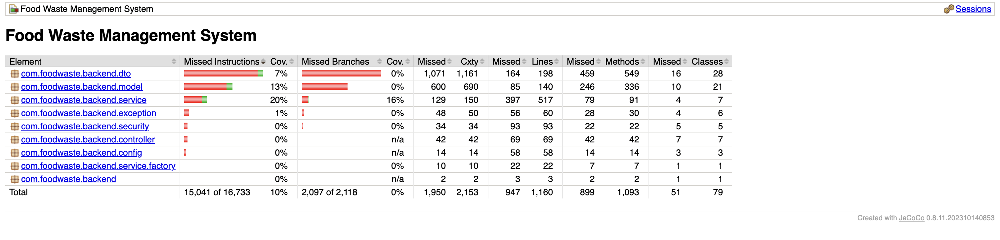 Food Waste Management System Sessions
Food Waste Management System
Element Missed Instructions Cov. Missed Branches Cov. Missed Cxty Missed Lines Missed Methods Missed Classes
com.foodwaste.backend.dto 7% 0% 1,071 1,161 164 198 459 549 16 28
com.foodwaste.backend.model 13% 0% 600 690 85 140 246 336 10 21
com.foodwaste.backend.service 20% 16% 129 150 397 517 79 91 4 7
com.foodwaste.backend.exception 1% 0% 48 50 56 60 28 30 4 6
com.foodwaste.backend.security 0% 0% 34 34 93 93 22 22 5 5
com.foodwaste.backend.controller 0% n/a 42 42 69 69 42 42 7 7
com.foodwaste.backend.config 0% n/a 14 14 58 58 14 14 3 3
com.foodwaste.backend.service.factory 0% 0% 10 10 22 22 7 7 1 1
com.foodwaste.backend 0% n/a 2 2 3 3 2 2 1 1
Total 15,041 of 16,733 10% 2,097 of 2,118 0% 1,950 2,153 947 1,160 899 1,093 51 79
Created with JaCoCo 0.8.11.202310140853